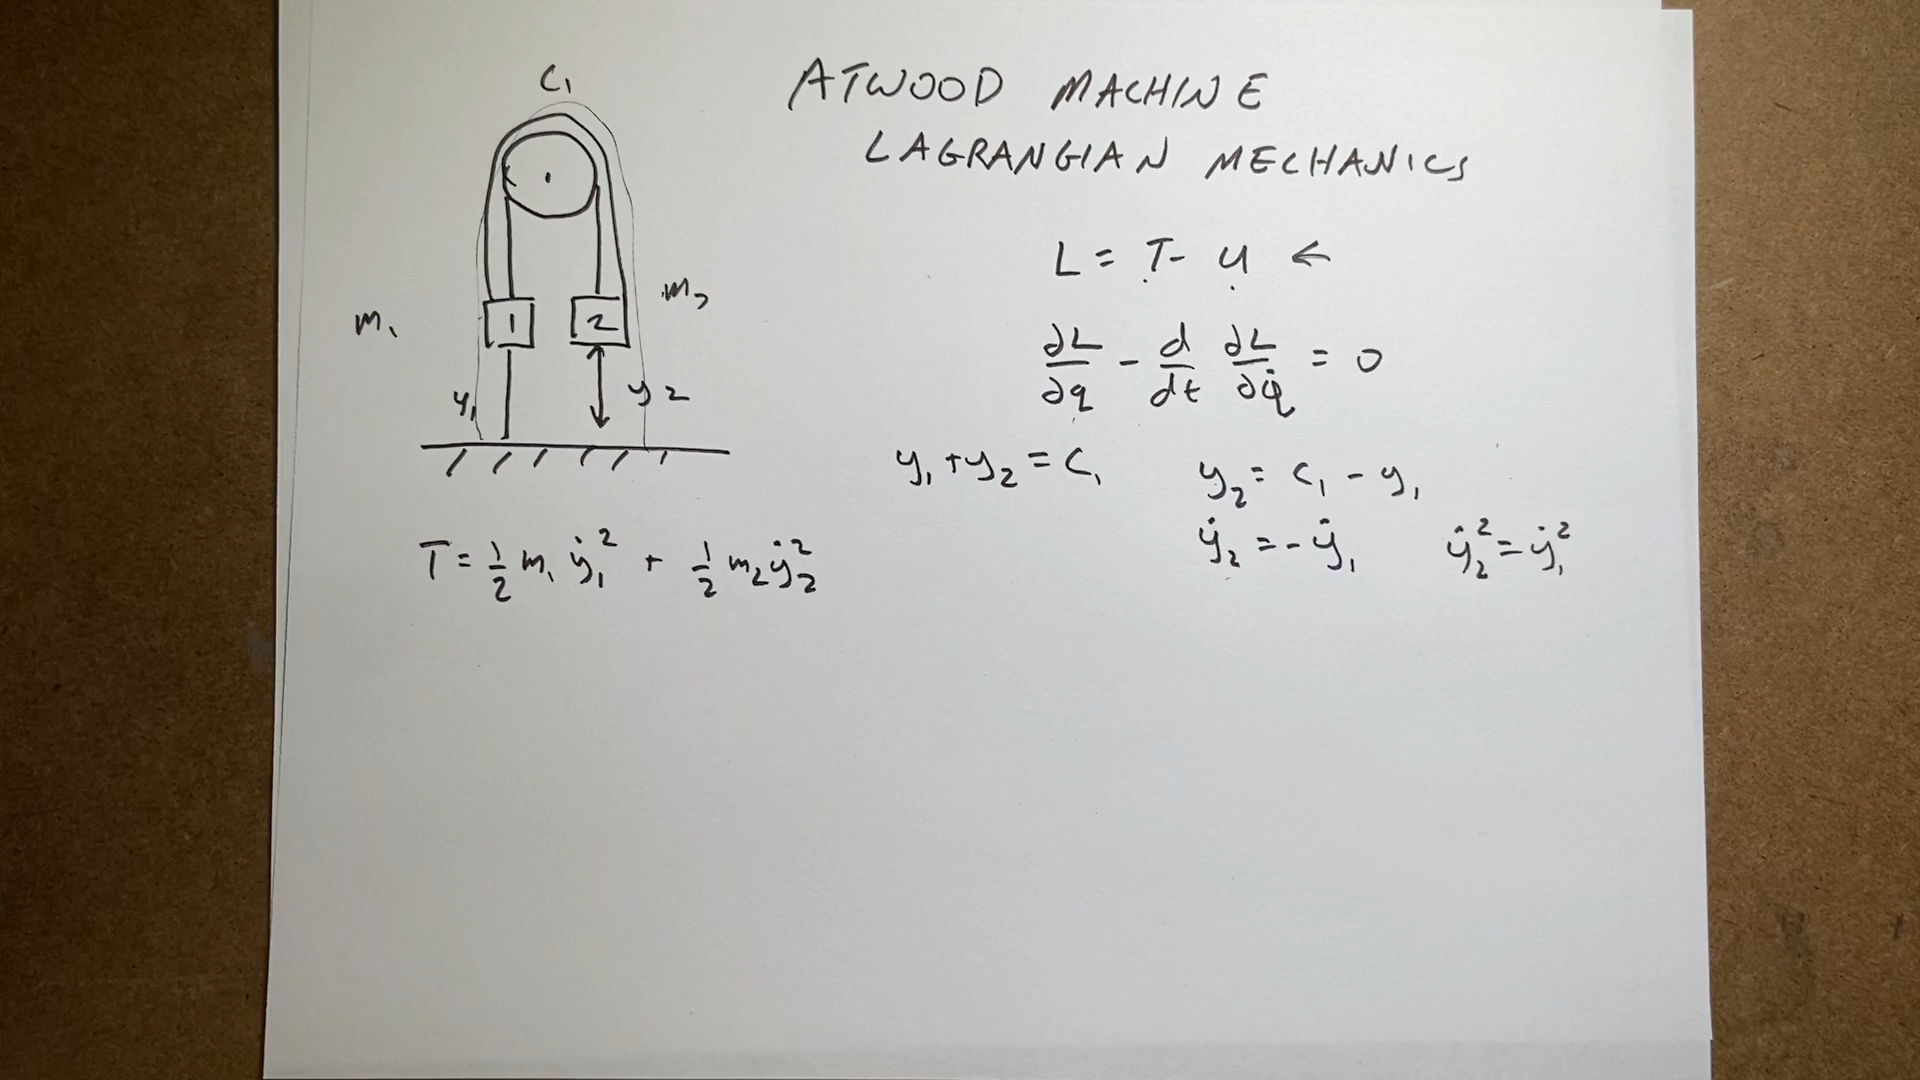 ATWOOD MACHINE
LAGRANGIAN MECHANICS
C₁
m₁
m₂
1
2
y₁
y2
L = T - U ←
∂L/∂q - d/dt ∂L/∂q̇ = 0
y₁ + y₂ = C₁
y₂ = C₁ - y₁
ẏ₂ = -ẏ₁
ẏ₂² = ẏ₁²
T = 1/2 m₁ ẏ₁² + 1/2 m₂ ẏ₂²